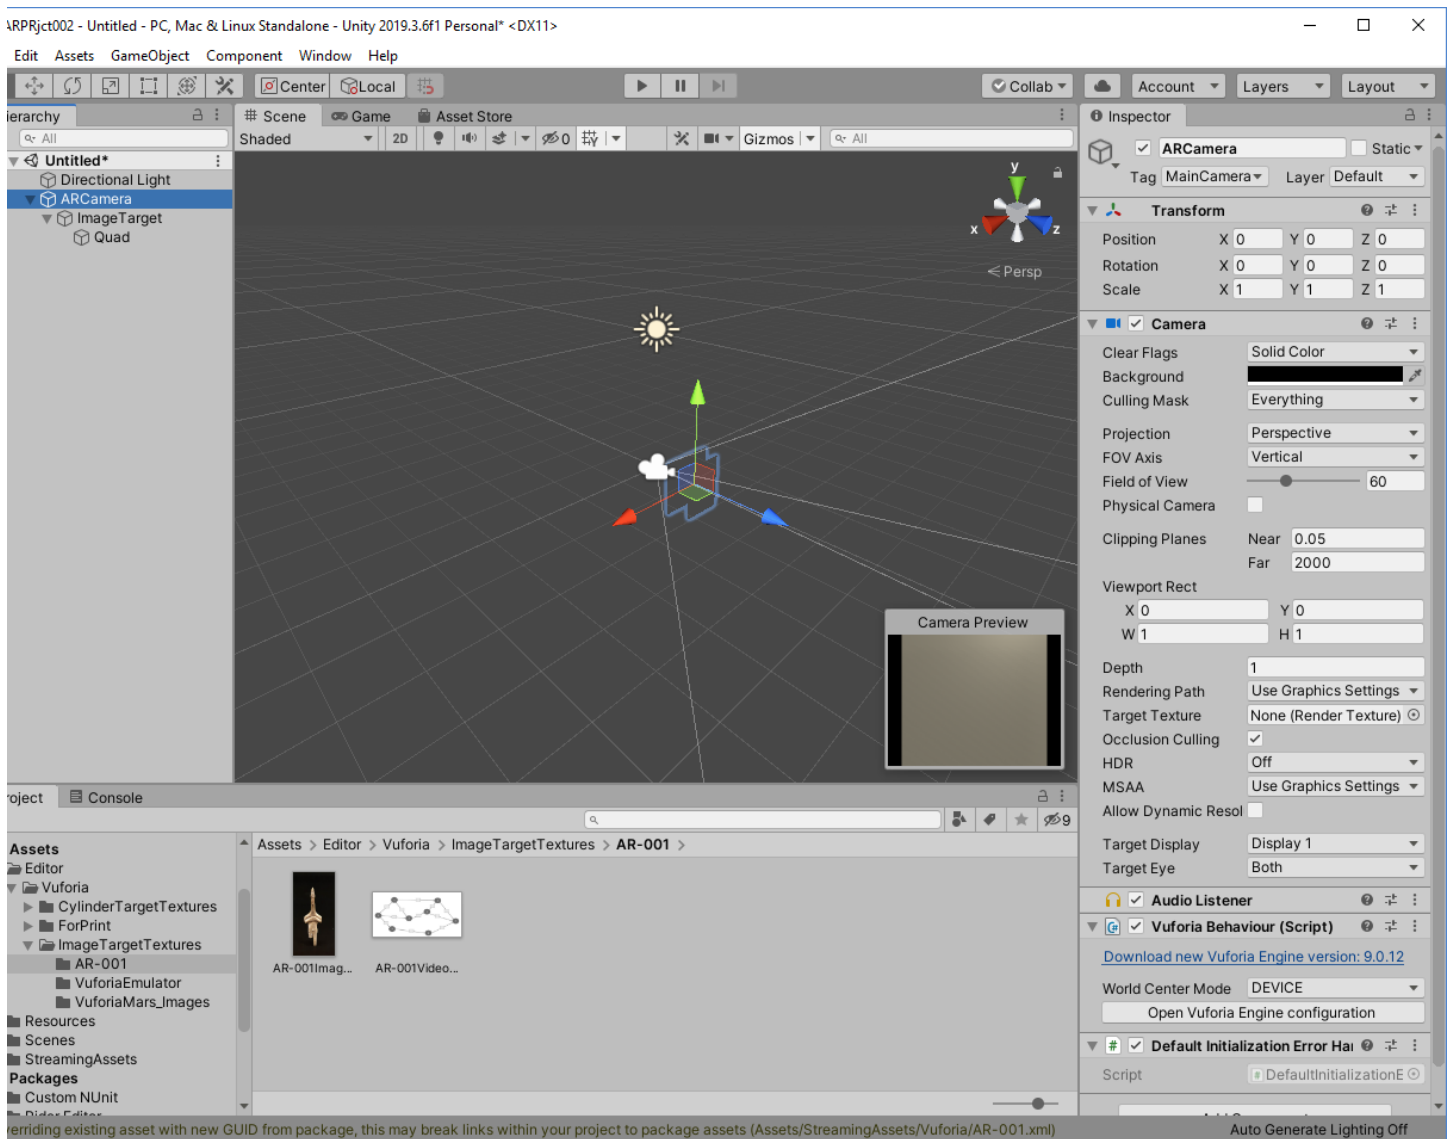 ARPRjct002 - Untitled - PC, Mac & Linux Standalone - Unity 2019.3.6f1 Personal* <DX11>
Edit Assets GameObject Component Window Help
Center Local Collab Account Layers Layout
ierarchy
All
Untitled*
Directional Light
ARCamera
ImageTarget
Quad
Scene Game Asset Store
Shaded 2D 0 Gizmos All
y
x
z
Persp
Camera Preview
Inspector
ARCamera Static
Tag MainCamera Layer Default
Transform
Position X 0 Y 0 Z 0
Rotation X 0 Y 0 Z 0
Scale X 1 Y 1 Z 1
Camera
Clear Flags Solid Color
Background
Culling Mask Everything
Projection Perspective
FOV Axis Vertical
Field of View 60
Physical Camera
Clipping Planes Near 0.05
Far 2000
Viewport Rect
X 0 Y 0
W 1 H 1
Depth 1
Rendering Path Use Graphics Settings
Target Texture None (Render Texture)
Occlusion Culling
HDR Off
MSAA Use Graphics Settings
Allow Dynamic Resol
Target Display Display 1
Target Eye Both
Audio Listener
Vuforia Behaviour (Script)
Download new Vuforia Engine version: 9.0.12
World Center Mode DEVICE
Open Vuforia Engine configuration
Default Initialization Error Ha
Script DefaultInitializationE
roject Console
9
Assets
Editor
Vuforia
CylinderTargetTextures
ForPrint
ImageTargetTextures
AR-001
VuforiaEmulator
VuforiaMars_Images
Resources
Scenes
StreamingAssets
Packages
Custom NUnit
Assets > Editor > Vuforia > ImageTargetTextures > AR-001 >
AR-001Imag... AR-001Video...
verriding existing asset with new GUID from package, this may break links within your project to package assets (Assets/StreamingAssets/Vuforia/AR-001.xml)
Auto Generate Lighting Off